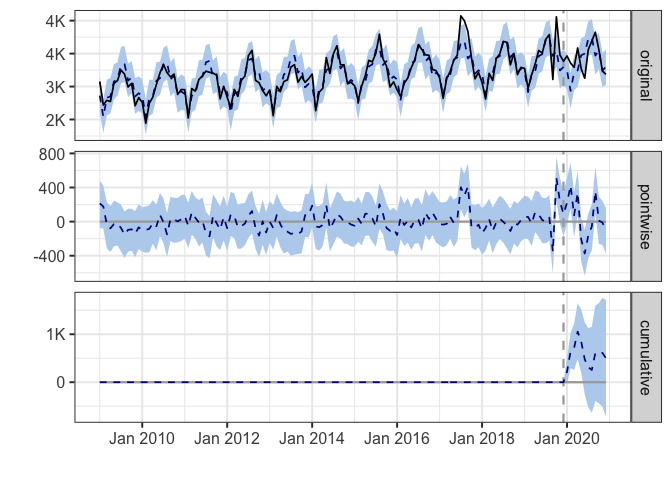 4K
4K
3K
2K
original
800
400
0
-400
pointwise
1K
0
cumulative
Jan 2010
Jan 2012
Jan 2014
Jan 2016
Jan 2018
Jan 2020